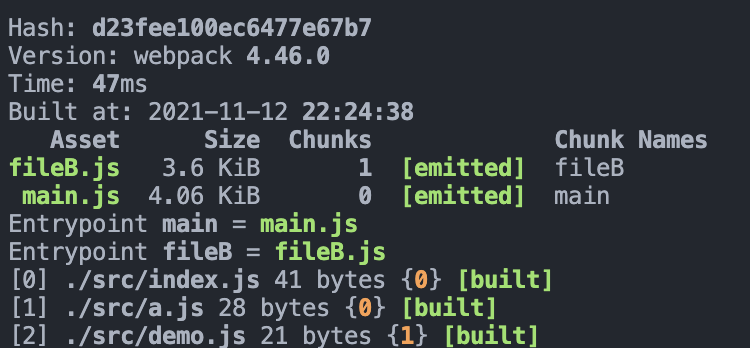 Hash: d23fee100ec6477e67b7
Version: webpack 4.46.0
Time: 47ms
Built at: 2021-11-12 22:24:38
Asset Size Chunks Chunk Names
fileB.js 3.6 KiB 1 [emitted] fileB
main.js 4.06 KiB 0 [emitted] main
Entrypoint main = main.js
Entrypoint fileB = fileB.js
[0] ./src/index.js 41 bytes {0} [built]
[1] ./src/a.js 28 bytes {0} [built]
[2] ./src/demo.js 21 bytes {1} [built]